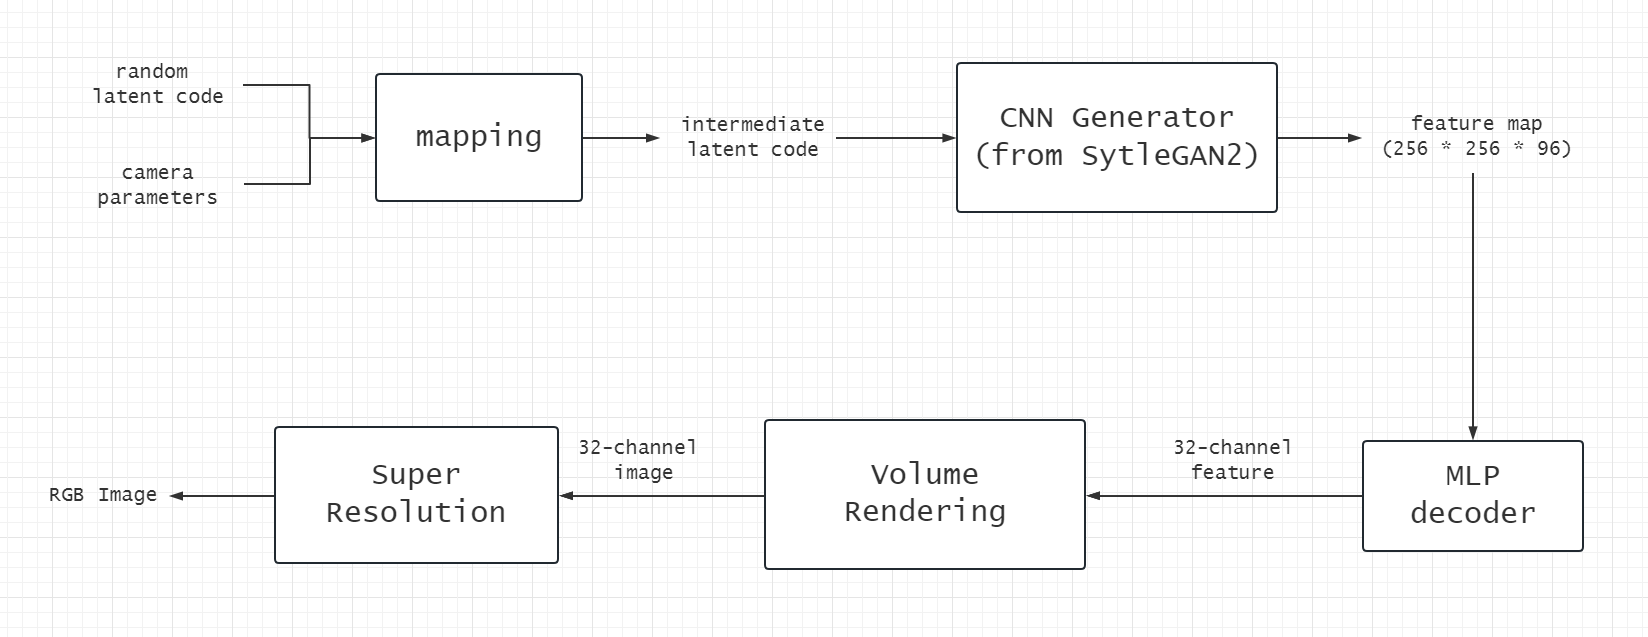 random
latent code
camera
parameters
mapping
intermediate
latent code
CNN Generator
(from SytleGAN2)
feature map
(256 * 256 * 96)
MLP
decoder
32-channel
feature
Volume
Rendering
32-channel
image
Super
Resolution
RGB Image